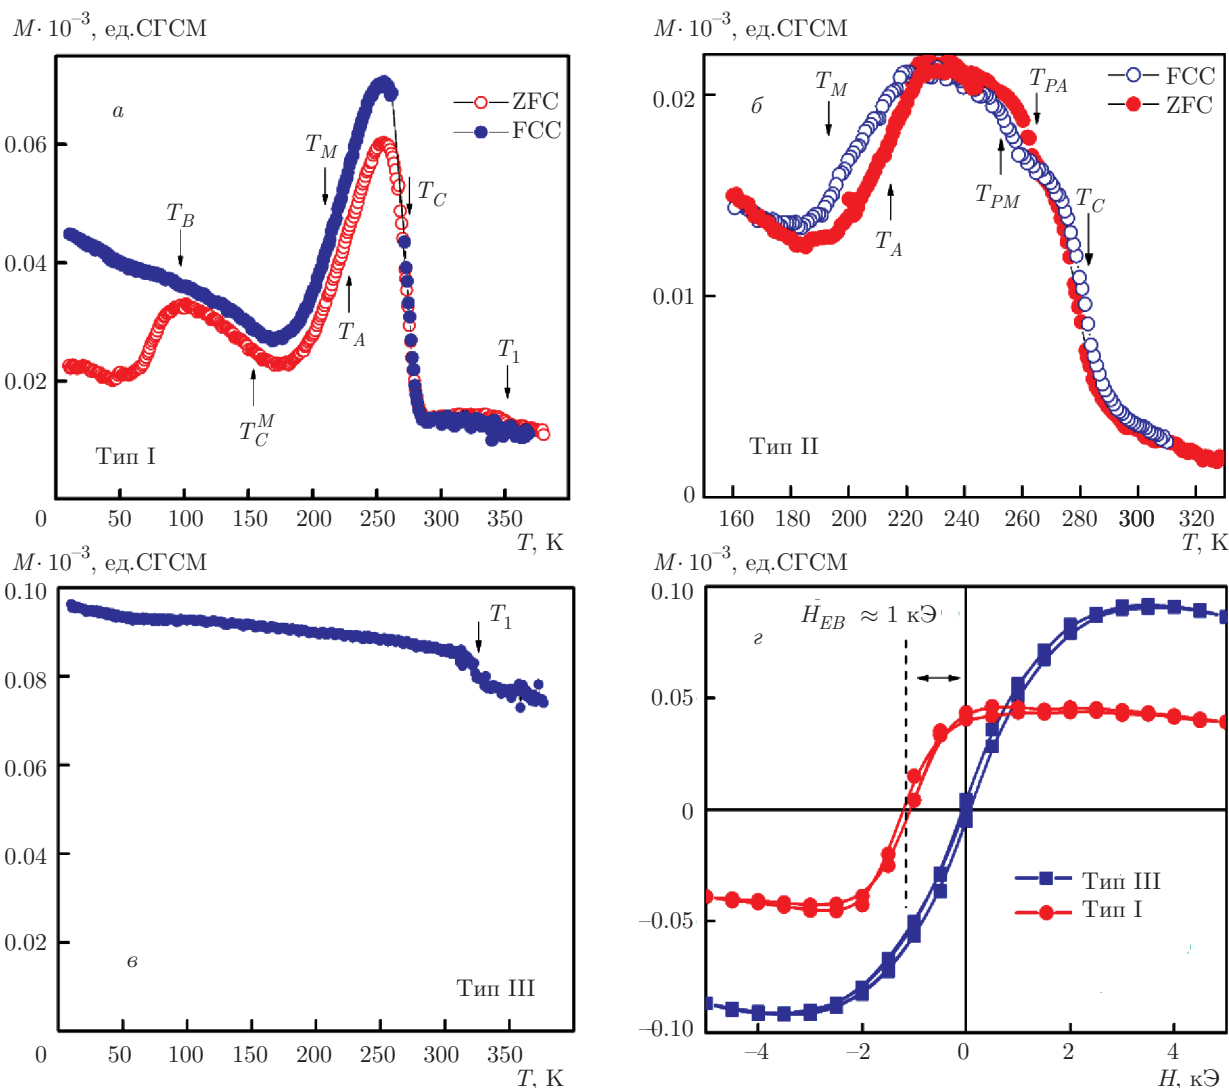 M · 10⁻³, ед.СГСМ
а
ZFC
FCC
T_M
T_B
T_C
T_A
T_1
T_C^M
Тип I
0.06
0.04
0.02
0
50
100
150
200
250
300
350
T, К
M · 10⁻³, ед.СГСМ
б
FCC
ZFC
T_M
T_PA
T_PM
T_C
T_A
Тип II
0.02
0.01
0
160
180
200
220
240
260
280
300
320
T, К
M · 10⁻³, ед.СГСМ
T_1
в
Тип III
0.10
0.08
0.06
0.04
0.02
0
50
100
150
200
250
300
350
T, К
M · 10⁻³, ед.СГСМ
г
H_EB ≈ 1 кЭ
Тип III
Тип I
0.10
0.05
0
−0.05
−0.10
−4
−2
0
2
4
H, кЭ